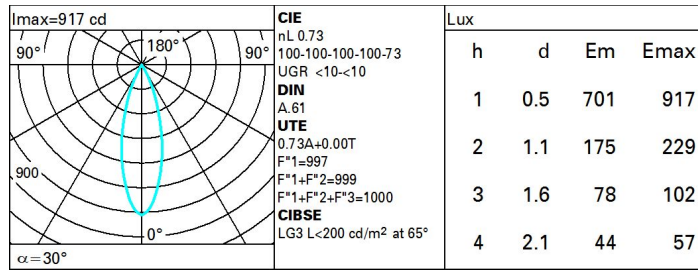 Imax=917 cd
90°
180°
90°
900
0°
α=30°
CIE
nL 0.73
100-100-100-100-73
UGR <10-<10
DIN
A.61
UTE
0.73A+0.00T
F"1=997
F"1+F"2=999
F"1+F"2+F"3=1000
CIBSE
LG3 L<200 cd/m² at 65°
Lux
h d Em Emax
1 0.5 701 917
2 1.1 175 229
3 1.6 78 102
4 2.1 44 57